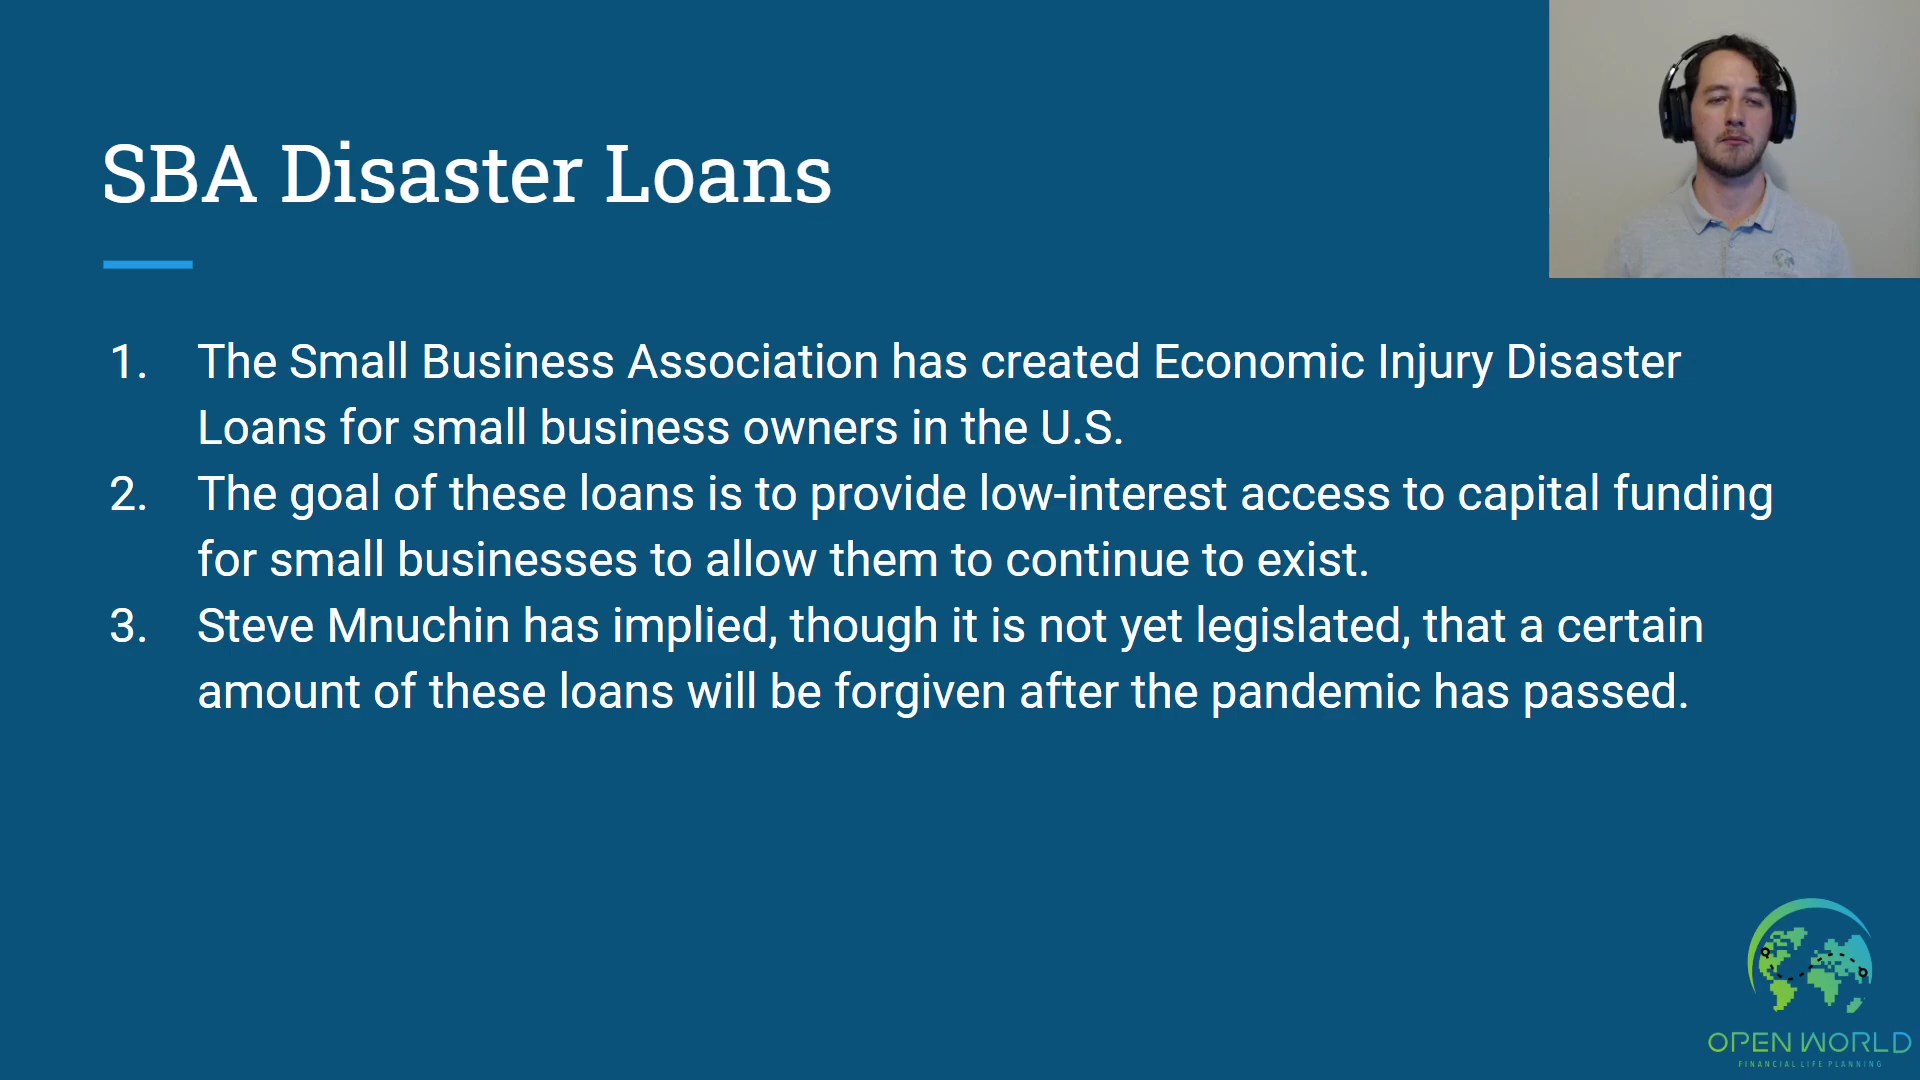 SBA Disaster Loans
1. The Small Business Association has created Economic Injury Disaster
Loans for small business owners in the U.S.
2. The goal of these loans is to provide low-interest access to capital funding
for small businesses to allow them to continue to exist.
3. Steve Mnuchin has implied, though it is not yet legislated, that a certain
amount of these loans will be forgiven after the pandemic has passed.
OPEN WORLD
FINANCIAL LIFE PLANNING